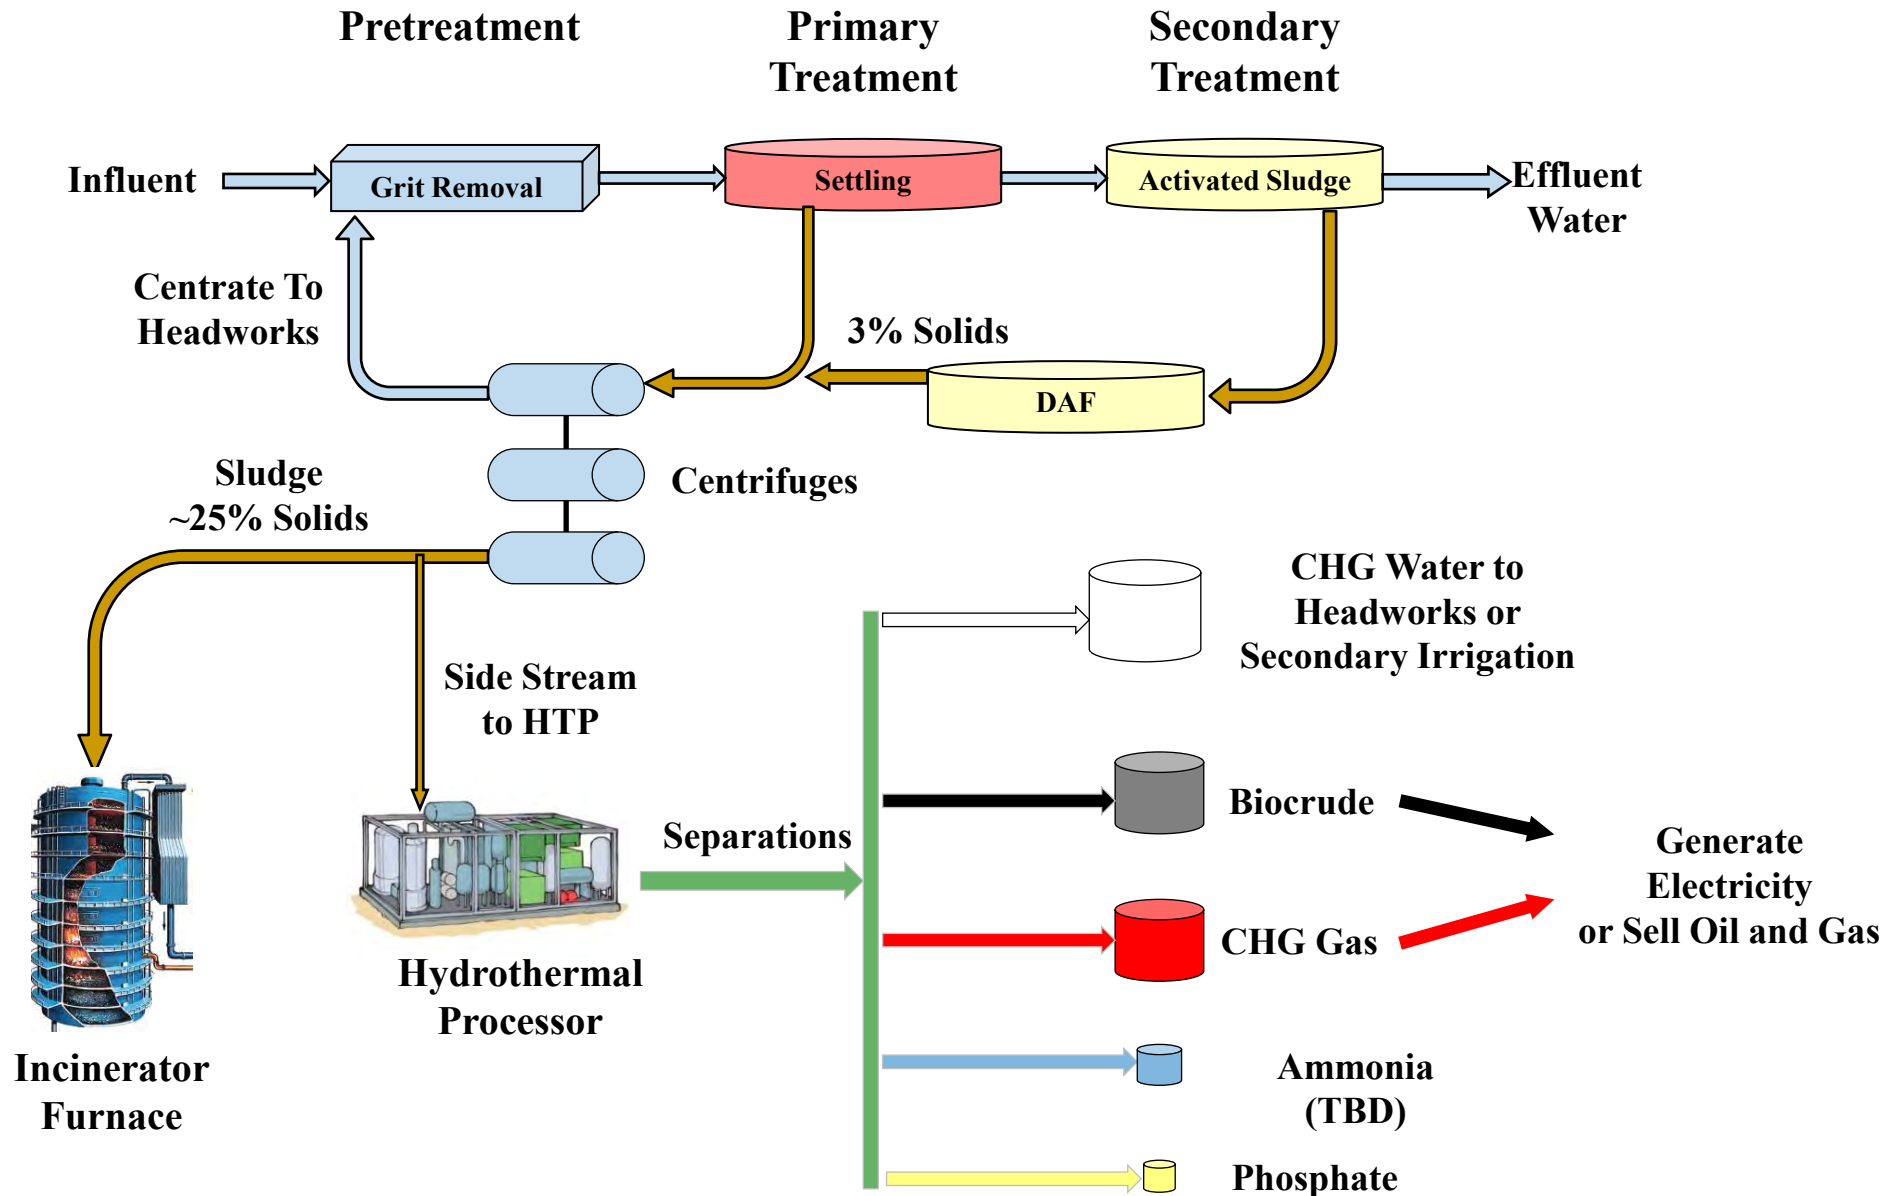 Pretreatment
Primary
Treatment
Secondary
Treatment
Influent
Grit Removal
Settling
Activated Sludge
Effluent
Water
Centrate To
Headworks
3% Solids
DAF
Sludge
~25% Solids
Centrifuges
CHG Water to
Headworks or
Secondary Irrigation
Side Stream
to HTP
Separations
Biocrude
Generate
Electricity
or Sell Oil and Gas
CHG Gas
Hydrothermal
Processor
Incinerator
Furnace
Ammonia
(TBD)
Phosphate